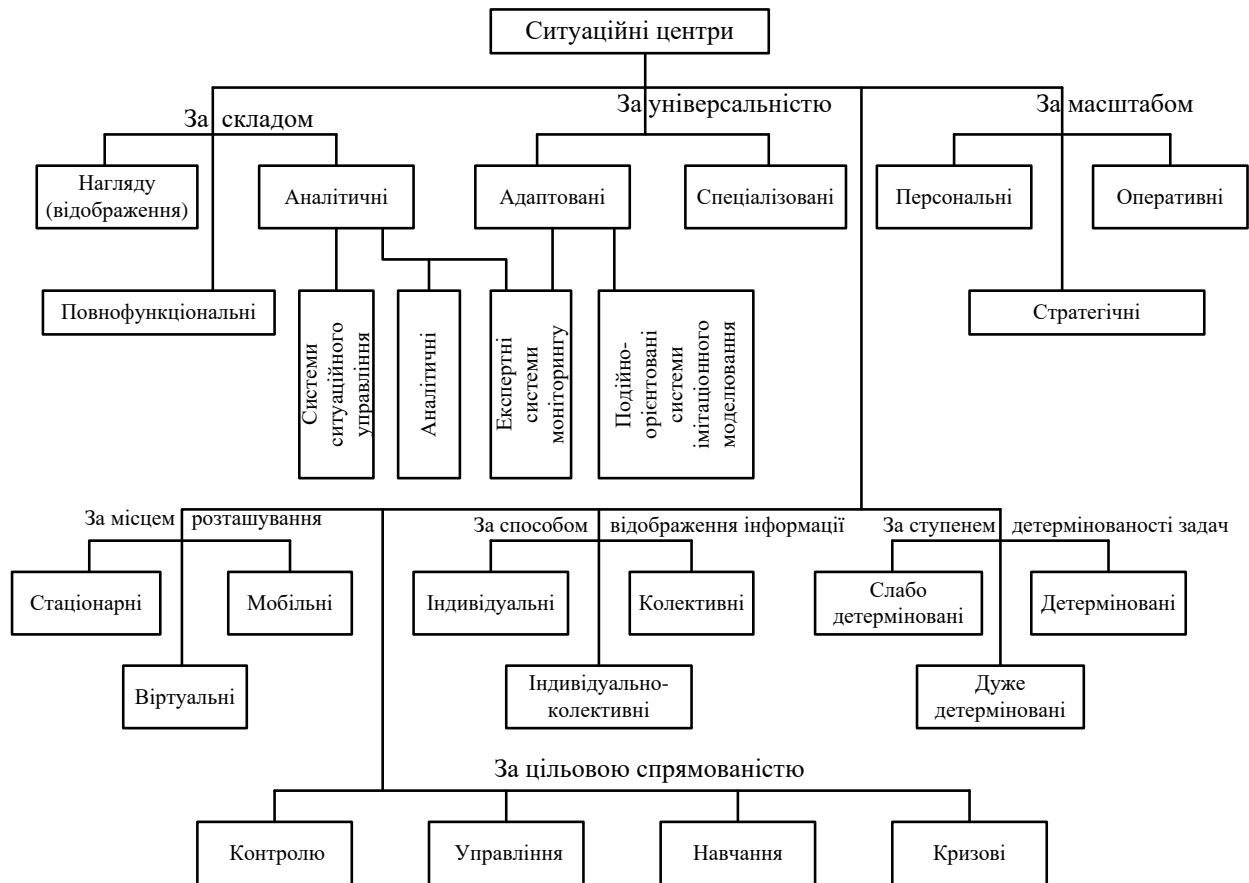 Ситуаційні центри
За складом
За універсальністю
За масштабом
Нагляду
(відображення)
Аналітичні
Адаптовані
Спеціалізовані
Персональні
Оперативні
Повнофункціональні
Стратегічні
Системи
ситуаційного
управління
Аналітичні
Експертні
системи
моніторингу
Подійно-
орієнтовані
системи
імітаціонного
моделювання
За місцем розташування
За способом відображення інформації
За ступенем детермінованості задач
Стаціонарні
Мобільні
Індивідуальні
Колективні
Слабо
детерміновані
Детерміновані
Віртуальні
Індивідуально-
колективні
Дуже
детерміновані
За цільовою спрямованістю
Контролю
Управління
Навчання
Кризові